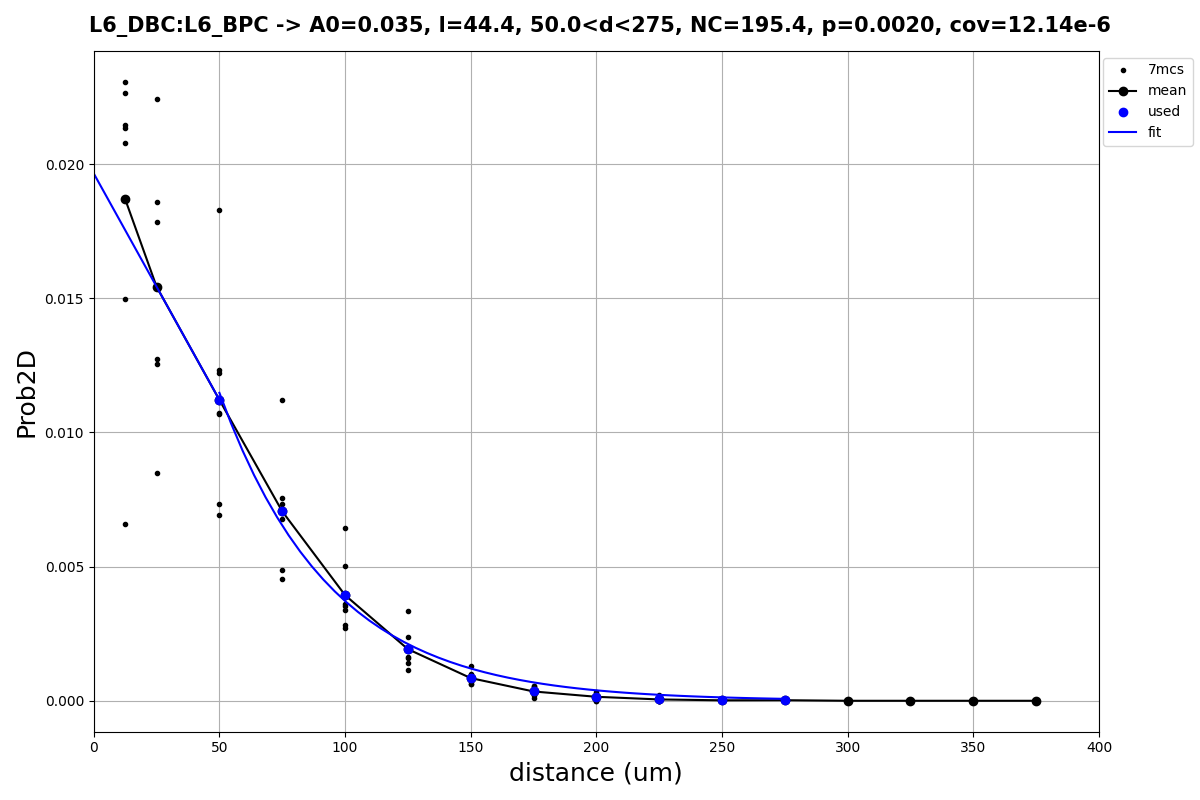 L6_DBC:L6_BPC -> A0=0.035, l=44.4, 50.0<d<275, NC=195.4, p=0.0020, cov=12.14e-6
7mcs
mean
used
fit
Prob2D
0.020
0.015
0.010
0.005
0.000
0 50 100 150 200 250 300 350 400
distance (um)